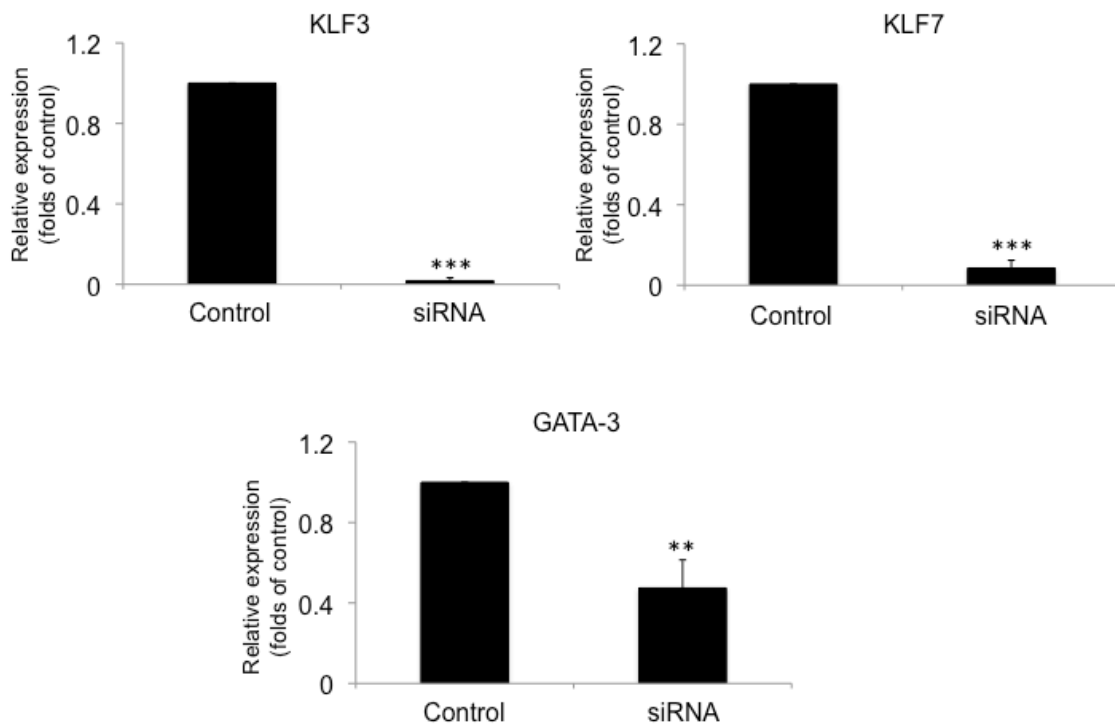 KLF3
Relative expression
(folds of control)
1.2
0.8
0.4
0
***
Control siRNA
KLF7
Relative expression
(folds of control)
1.2
0.8
0.4
0
***
Control siRNA
GATA-3
Relative expression
(folds of control)
1.2
0.8
0.4
0
**
Control siRNA